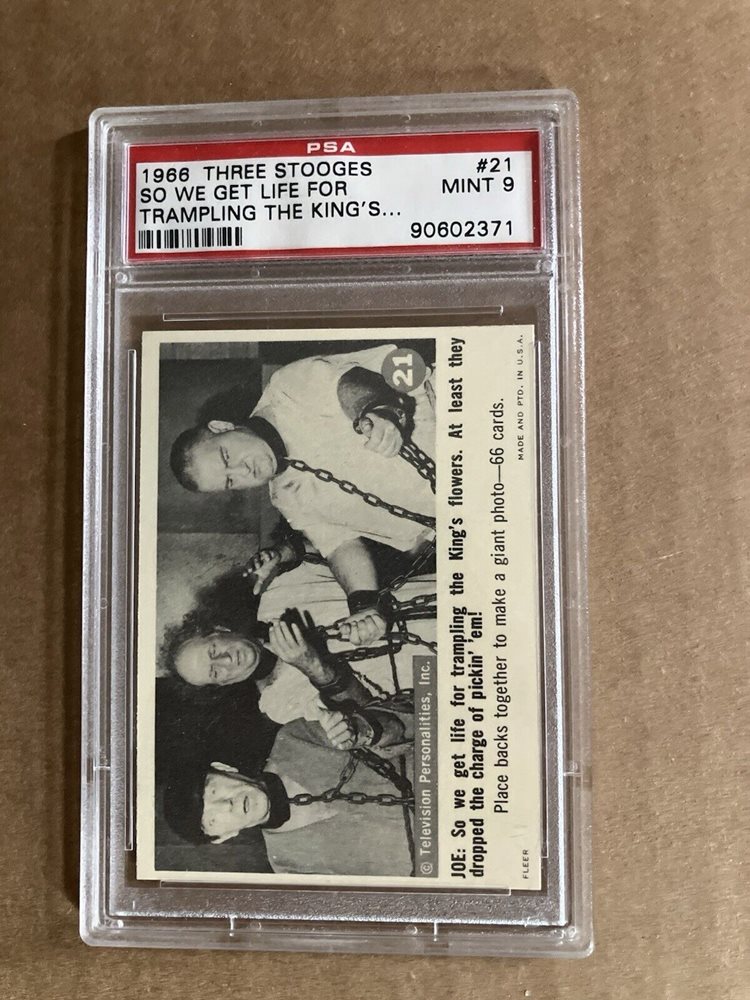 PSA
1966 THREE STOOGES #21
SO WE GET LIFE FOR MINT 9
TRAMPLING THE KING'S...
90602371
21
© Television Personalities, Inc.
JOE: So we get life for trampling the King's flowers. At least they
dropped the charge of pickin' 'em!
Place backs together to make a giant photo—66 cards.
FLEER MADE AND PTD. IN U.S.A.